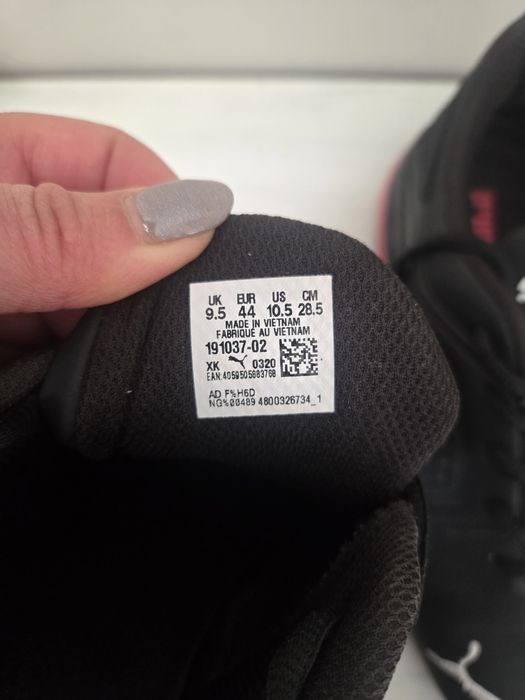 UK EUR US CM
9.5 44 10.5 28.5
MADE IN VIETNAM
FABRIQUE AU VIETNAM
191037-02
XK 0320
EAN:4059505883768
AD F%H6D
NG%00489 4800326734_1